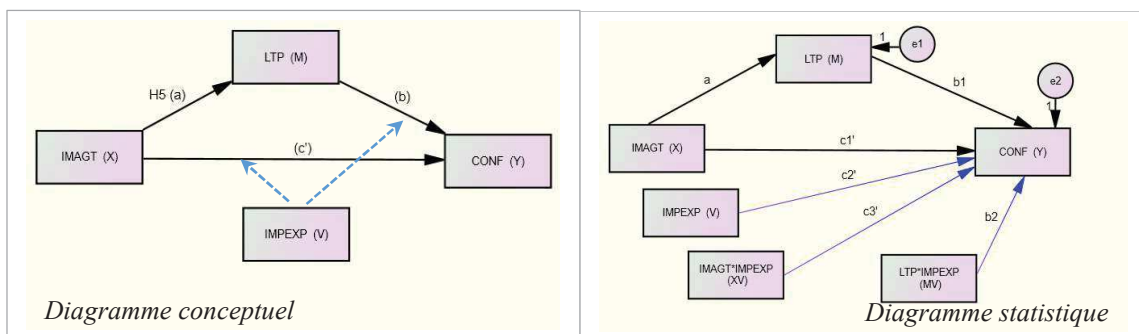 LTP (M)
H5 (a)
(b)
IMAGT (X)
(c')
CONF (Y)
IMPEXP (V)
Diagramme conceptuel
1
e1
LTP (M)
a
b1
e2
1
IMAGT (X)
c1'
CONF (Y)
c2'
IMPEXP (V)
c3'
b2
IMAGT*IMPEXP
(XV)
LTP*IMPEXP
(MV)
Diagramme statistique